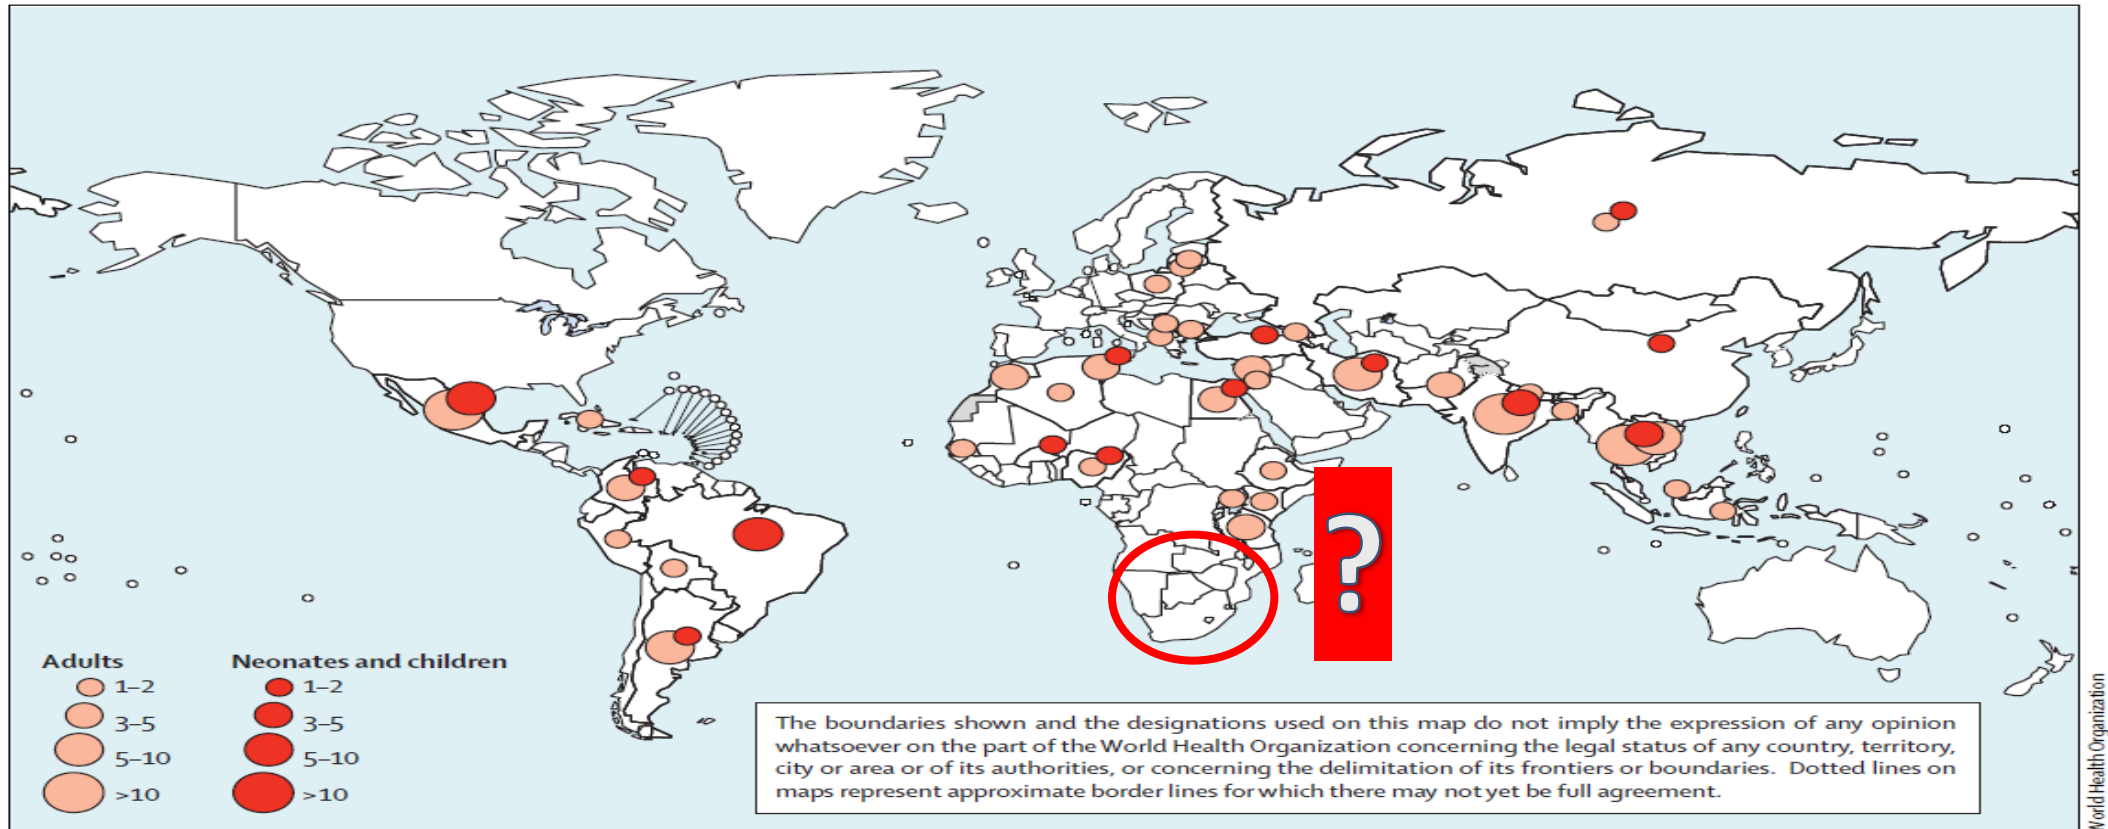 ?
Adults
1–2
3–5
5–10
>10
Neonates and children
1–2
3–5
5–10
>10
The boundaries shown and the designations used on this map do not imply the expression of any opinion
whatsoever on the part of the World Health Organization concerning the legal status of any country, territory,
city or area or of its authorities, or concerning the delimitation of its frontiers or boundaries. Dotted lines on
maps represent approximate border lines for which there may not yet be full agreement.
World Health Organization